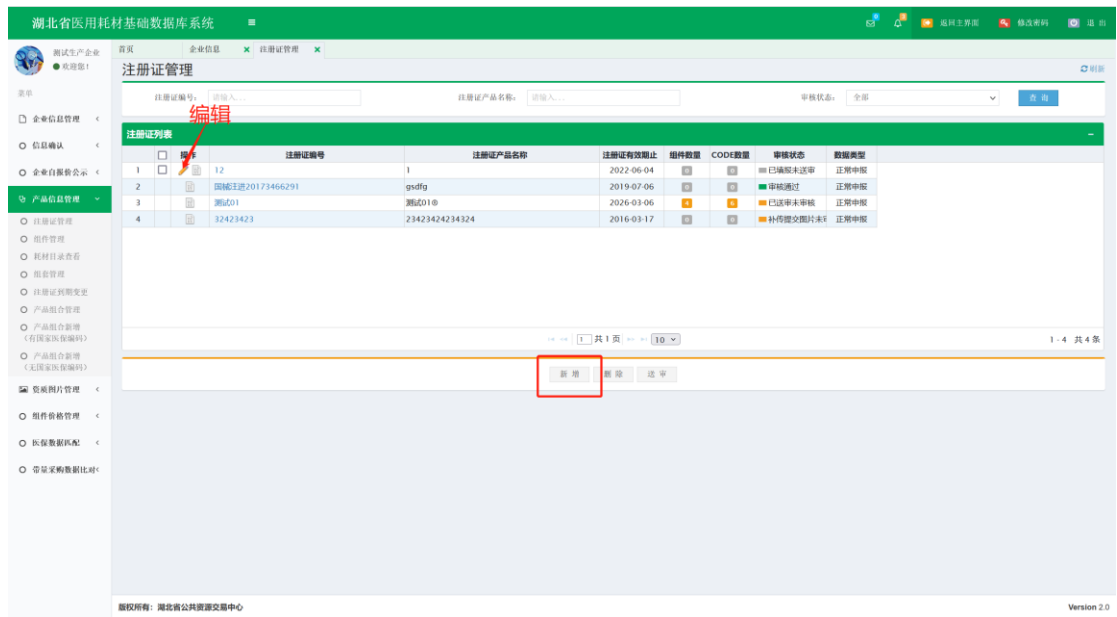 湖北省医用耗材基础数据库系统
返回主界面 修改密码 退出
测试生产企业
欢迎您!
首页 企业信息 × 注册证管理 ×
注册证管理
刷新
菜单
注册证编号: 请输入... 注册证产品名称: 请输入... 审核状态: 全部 查询
编辑
企业信息管理
信息确认
企业自报价公示
产品信息管理
注册证管理
组件管理
耗材目录查看
组套管理
注册证到期变更
产品组合管理
产品组合新增
(有国家医保编码)
产品组合新增
(无国家医保编码)
资质图片管理
组件价格管理
医保数据匹配
带量采购数据比对
注册证列表
操作 注册证编号 注册证产品名称 注册证有效期止 组件数量 CODE数量 审核状态 数据类型
1 12 1 2022-06-04 0 0 已填报未送审 正常申报
2 国械注进20173466291 gsdfg 2019-07-06 0 0 审核通过 正常申报
3 测试01 测试01® 2026-03-06 4 6 已送审未审核 正常申报
4 32423423 23423424234324 2016-03-17 0 0 补传提交图片未审 正常申报
1 共1页 10
1 - 4 共4条
新增 删除 送审
版权所有: 湖北省公共资源交易中心
Version 2.0